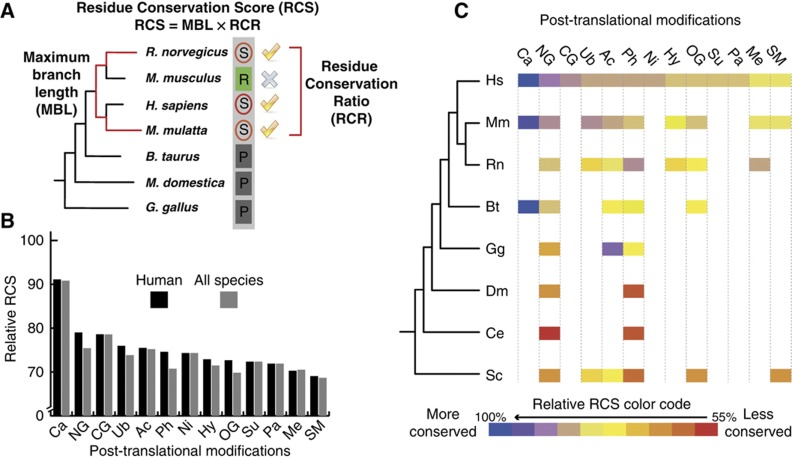 A
Residue Conservation Score (RCS)
RCS = MBL × RCR
Maximum
branch
length
(MBL)
R. norvegicus S
M. musculus R
H. sapiens S
M. mulatta S
B. taurus P
M. domestica P
G. gallus P
Residue
Conservation
Ratio
(RCR)
B
Relative RCS
100
90
80
70
0
Human
All species
Ca NG CG Ub Ac Ph Ni Hy OG Su Pa Me SM
Post-translational modifications
C
Post-translational modifications
Ca NG CG Ub Ac Ph Ni Hy OG Su Pa Me SM
Hs
Mm
Rn
Bt
Gg
Dm
Ce
Sc
Relative RCS color code
More
conserved
100%
55%
Less
conserved